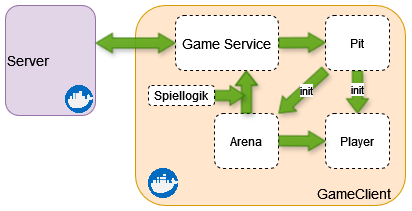 Server
Game Service
Pit
Spiellogik
init
init
Arena
Player
GameClient